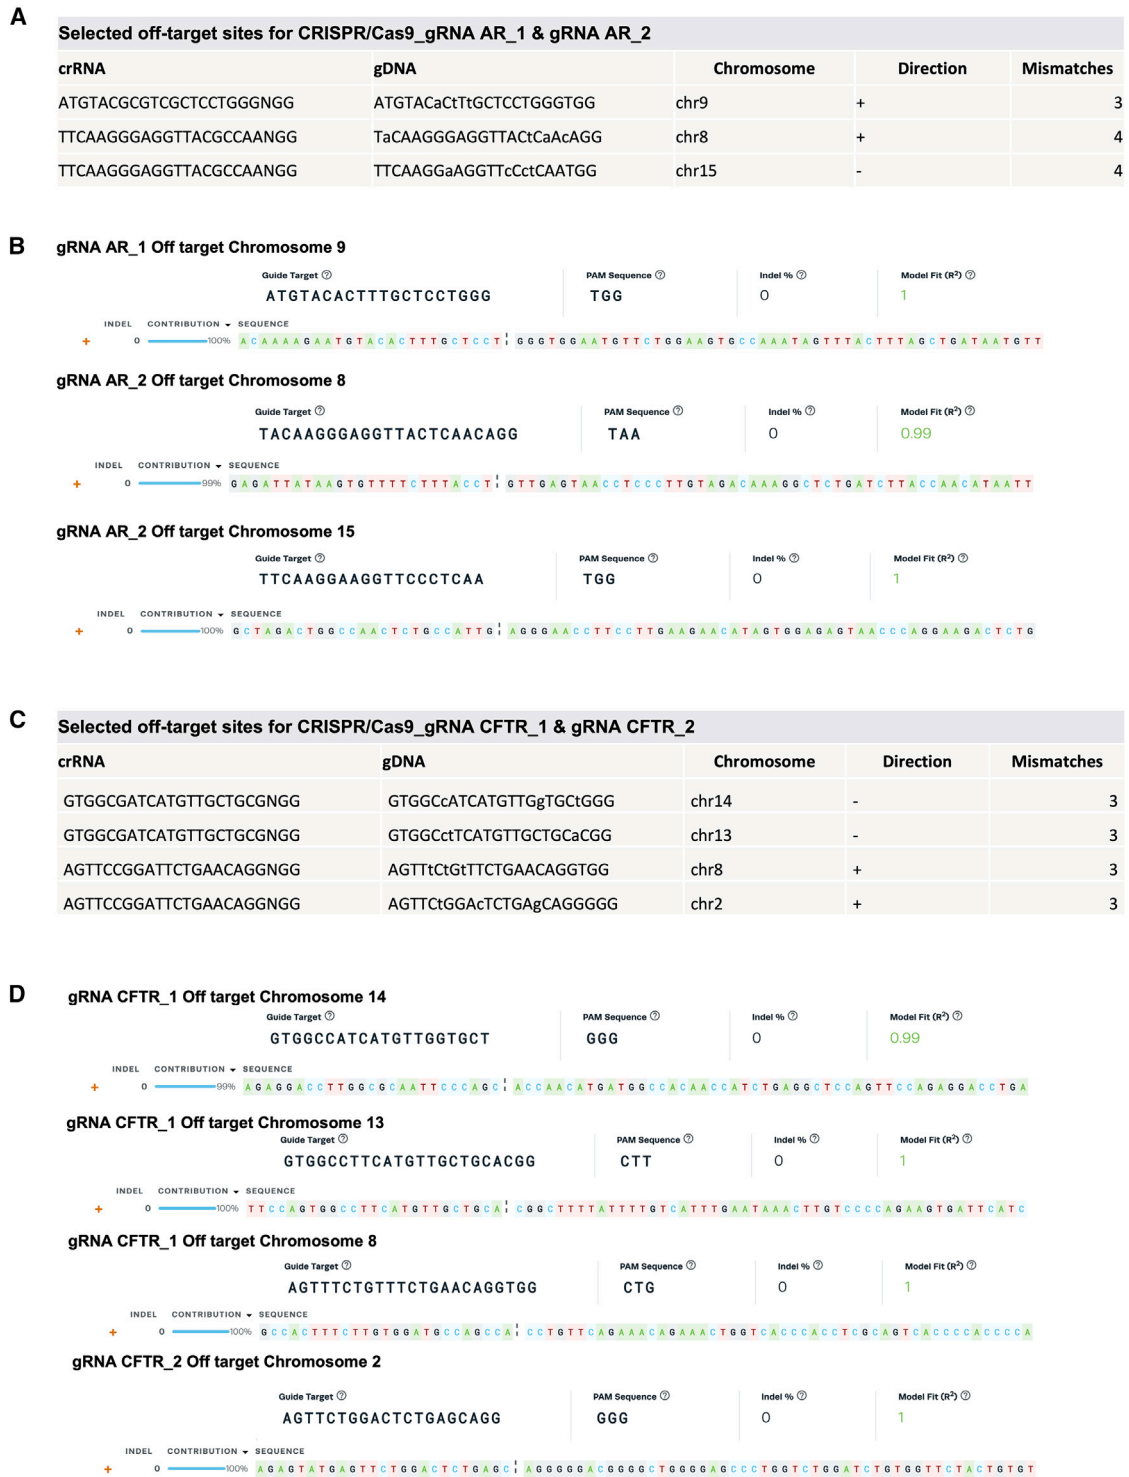 A
Selected off-target sites for CRISPR/Cas9_gRNA AR_1 & gRNA AR_2
crRNA gDNA Chromosome Direction Mismatches
ATGTACGCGTCGCTCCTGGGNGG ATGTACaCtTtGCTCCTGGGTGG chr9 + 3
TTCAAGGGAGGTTACGCCAANGG TaCAAGGGAGGTTACtCaAcAGG chr8 + 4
TTCAAGGGAGGTTACGCCAANGG TTCAAGGaAGGTTcCctCAATGG chr15 - 4
B
gRNA AR_1 Off target Chromosome 9
Guide Target ? PAM Sequence ? Indel % ? Model Fit (R²) ?
ATGTACACTTTGCTCCTGGG TGG 0 1
INDEL CONTRIBUTION SEQUENCE
+ 0 100% ACAAAAGAATGTACACTTTGCTCCT¦GGGTGGAATGTTCTGGAAGTGCCAAATAGTTTACTTTAGCTGATAATGTT
gRNA AR_2 Off target Chromosome 8
Guide Target ? PAM Sequence ? Indel % ? Model Fit (R²) ?
TACAAGGGAGGTTACTCAACAGG TAA 0 0.99
INDEL CONTRIBUTION SEQUENCE
+ 0 99% GAGATTATAAGTGTTTTCTTTACCT¦GTTGAGTAACCTCCCTTGTAGACAAAGGCTCTGATCTTACCAACATAATT
gRNA AR_2 Off target Chromosome 15
Guide Target ? PAM Sequence ? Indel % ? Model Fit (R²) ?
TTCAAGGAAGGTTCCCTCAA TGG 0 1
INDEL CONTRIBUTION SEQUENCE
+ 0 100% GCTAGACTGGCCAACTCTGCCATTG¦AGGGAACCTTCCTTGAAGAACATAGTGGAGAGTAACCCAGGAAGACTCTG
C
Selected off-target sites for CRISPR/Cas9_gRNA CFTR_1 & gRNA CFTR_2
crRNA gDNA Chromosome Direction Mismatches
GTGGCGATCATGTTGCTGCGNGG GTGGCcATCATGTTGgTGCtGGG chr14 - 3
GTGGCGATCATGTTGCTGCGNGG GTGGCctTCATGTTGCTGCaCGG chr13 - 3
AGTTCCGGATTCTGAACAGGNGG AGTTtCtGtTTCTGAACAGGTGG chr8 + 3
AGTTCCGGATTCTGAACAGGNGG AGTTCtGGAcTCTGAgCAGGGGG chr2 + 3
D
gRNA CFTR_1 Off target Chromosome 14
Guide Target ? PAM Sequence ? Indel % ? Model Fit (R²) ?
GTGGCCATCATGTTGGTGCT GGG 0 0.99
INDEL CONTRIBUTION SEQUENCE
+ 0 99% AGAGGACCTTGGCGCAATTCCCAGC¦ACCAACATGATGGCCACAACCATCTGAGGCTCCAGTTCCAGAGGACCTGA
gRNA CFTR_1 Off target Chromosome 13
Guide Target ? PAM Sequence ? Indel % ? Model Fit (R²) ?
GTGGCCTTCATGTTGCTGCACGG CTT 0 1
INDEL CONTRIBUTION SEQUENCE
+ 0 100% TTCCAGTGGCCTTCATGTTGCTGCA¦CGGCTTTTATTTTGTCATTTGAATAAACTTGTCCCCAGAAGTGATTCATC
gRNA CFTR_1 Off target Chromosome 8
Guide Target ? PAM Sequence ? Indel % ? Model Fit (R²) ?
AGTTTCTGTTTCTGAACAGGTGG CTG 0 1
INDEL CONTRIBUTION SEQUENCE
+ 0 100% GCCACTTTCTTGTGGATGCCAGCCA¦CCTGTTCAGAAACAGAAACTGGTCACCCACCTCGCAGTCACCCCACCCCA
gRNA CFTR_2 Off target Chromosome 2
Guide Target ? PAM Sequence ? Indel % ? Model Fit (R²) ?
AGTTCTGGACTCTGAGCAGG GGG 0 1
INDEL CONTRIBUTION SEQUENCE
+ 0 100% AGAGTATGAGTTCTGGACTCTGAGC¦AGGGGGGACGGGGCTGGGGAGCCCTGGTCTGGATCTGTGGTTCTACTGTGT